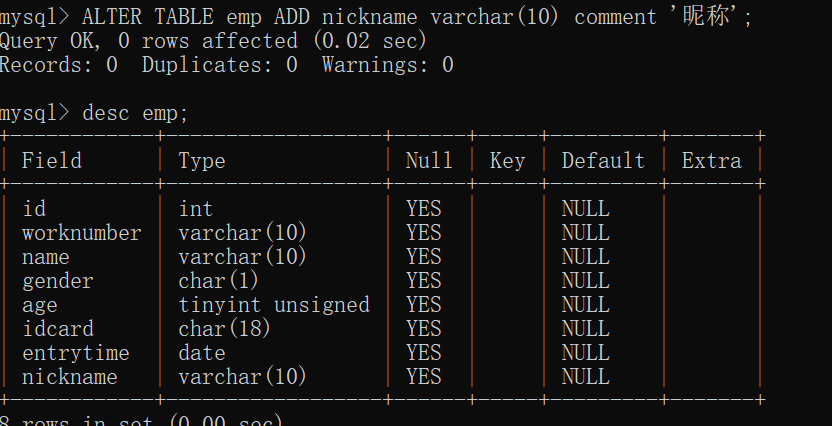 mysql> ALTER TABLE emp ADD nickname varchar(10) comment '昵称';
Query OK, 0 rows affected (0.02 sec)
Records: 0  Duplicates: 0  Warnings: 0
mysql> desc emp;
+------------+------------------+------+-----+---------+-------+
| Field      | Type             | Null | Key | Default | Extra |
+------------+------------------+------+-----+---------+-------+
| id         | int              | YES  |     | NULL    |       |
| worknumber | varchar(10)      | YES  |     | NULL    |       |
| name       | varchar(10)      | YES  |     | NULL    |       |
| gender     | char(1)          | YES  |     | NULL    |       |
| age        | tinyint unsigned | YES  |     | NULL    |       |
| idcard     | char(18)         | YES  |     | NULL    |       |
| entrytime  | date             | YES  |     | NULL    |       |
| nickname   | varchar(10)      | YES  |     | NULL    |       |
+------------+------------------+------+-----+---------+-------+
8 rows in set (0.00 sec)